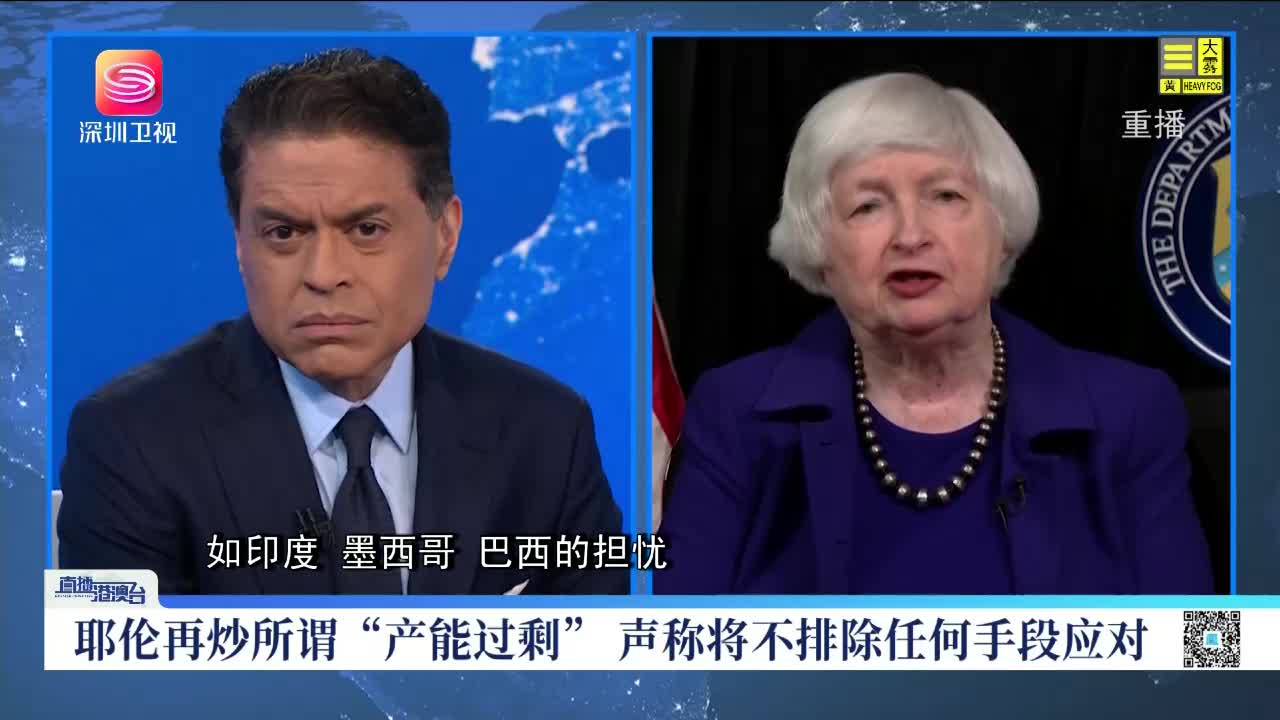 深圳卫视
大雾
黃
HEAVY FOG
重播
THE DEPARTM
如印度 墨西哥 巴西的担忧
直播港澳台
耶伦再炒所谓“产能过剩” 声称将不排除任何手段应对